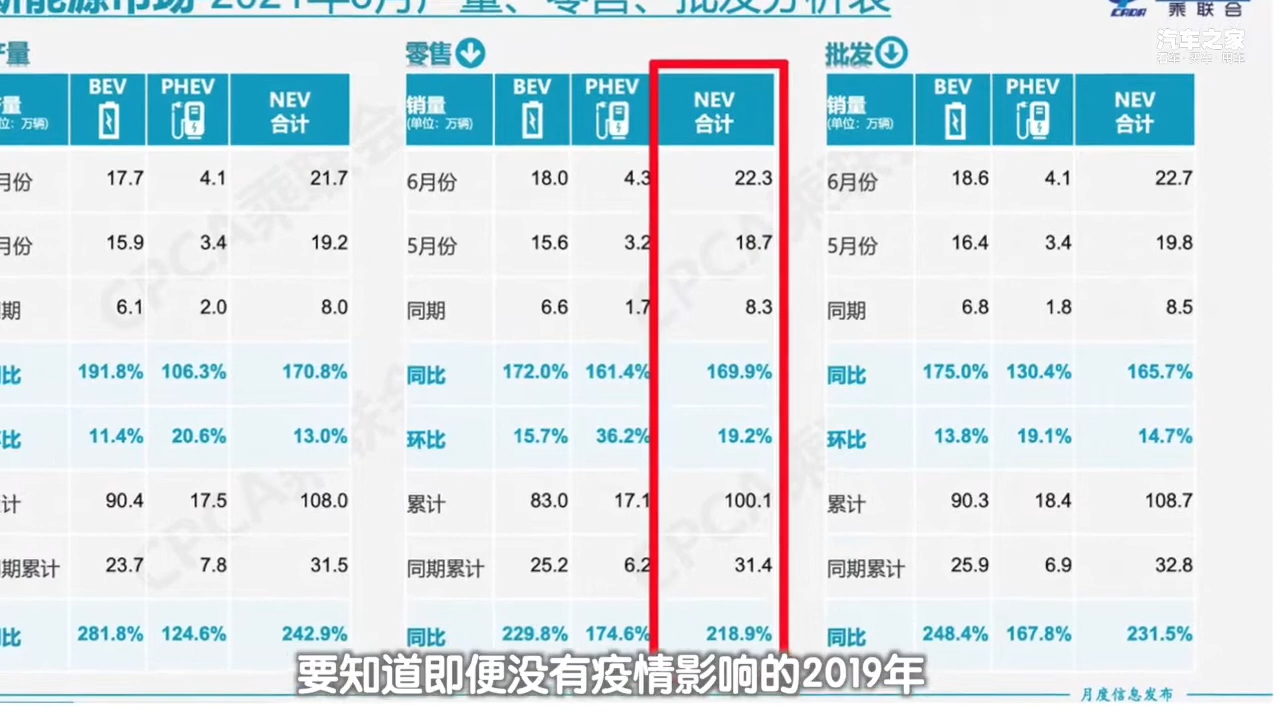 新能源市场-2021年6月产量、零售、批发分析表
CADA 乘联会
汽车之家
看车·买车·用车
产量
零售
批发
BEV PHEV NEV
合计
销量 BEV PHEV NEV
(单位：万辆) 合计
销量 BEV PHEV NEV
(单位：万辆) 合计
月份 17.7 4.1 21.7
6月份 18.0 4.3 22.3
6月份 18.6 4.1 22.7
月份 15.9 3.4 19.2
5月份 15.6 3.2 18.7
5月份 16.4 3.4 19.8
期 6.1 2.0 8.0
同期 6.6 1.7 8.3
同期 6.8 1.8 8.5
比 191.8% 106.3% 170.8%
同比 172.0% 161.4% 169.9%
同比 175.0% 130.4% 165.7%
比 11.4% 20.6% 13.0%
环比 15.7% 36.2% 19.2%
环比 13.8% 19.1% 14.7%
计 90.4 17.5 108.0
累计 83.0 17.1 100.1
累计 90.3 18.4 108.7
期累计 23.7 7.8 31.5
同期累计 25.2 6.2 31.4
同期累计 25.9 6.9 32.8
比 281.8% 124.6% 242.9%
同比 229.8% 174.6% 218.9%
同比 248.4% 167.8% 231.5%
CPCA乘联会
要知道即便没有疫情影响的2019年
月度信息发布